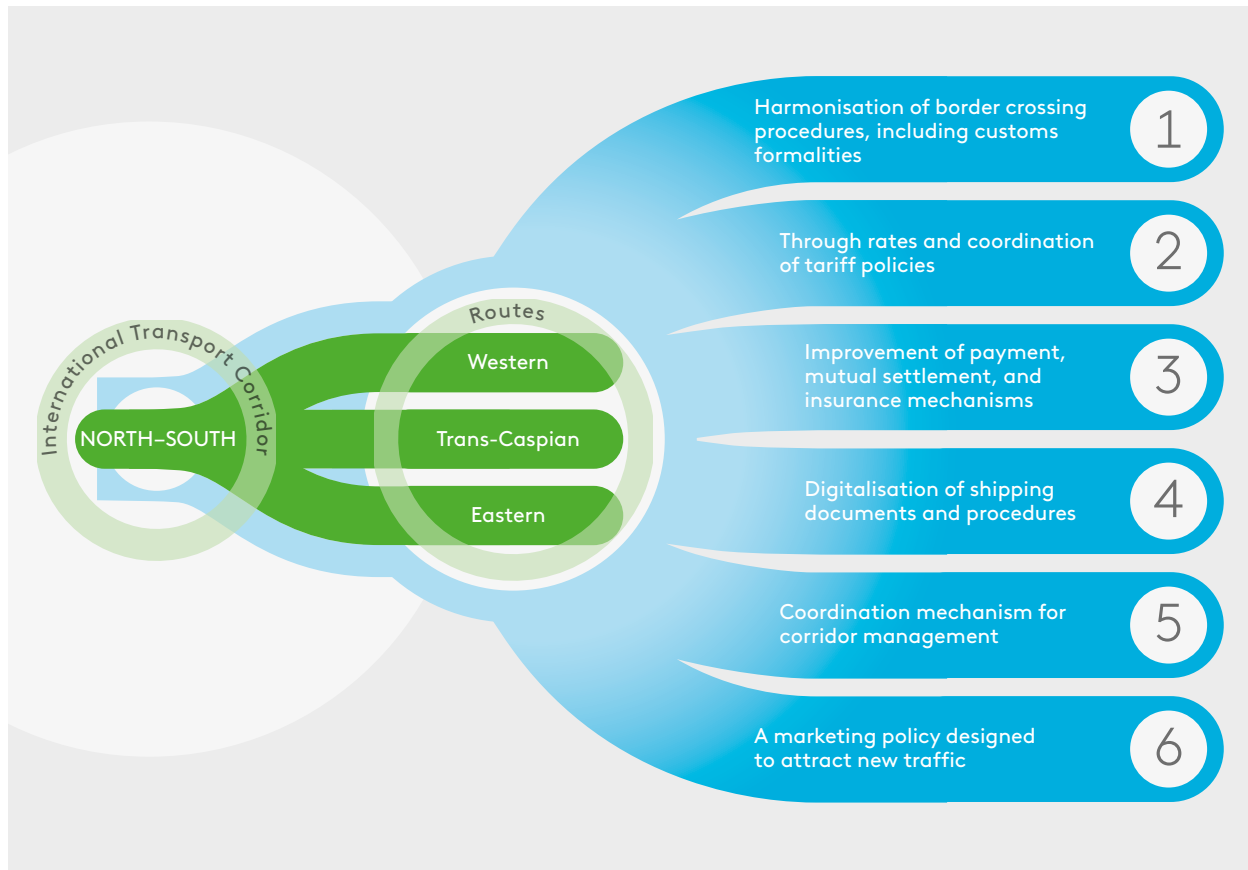 International Transport Corridor
NORTH–SOUTH
Routes
Western
Trans-Caspian
Eastern
Harmonisation of border crossing
procedures, including customs
formalities
1
Through rates and coordination
of tariff policies
2
Improvement of payment,
mutual settlement, and
insurance mechanisms
3
Digitalisation of shipping
documents and procedures
4
Coordination mechanism for
corridor management
5
A marketing policy designed
to attract new traffic
6